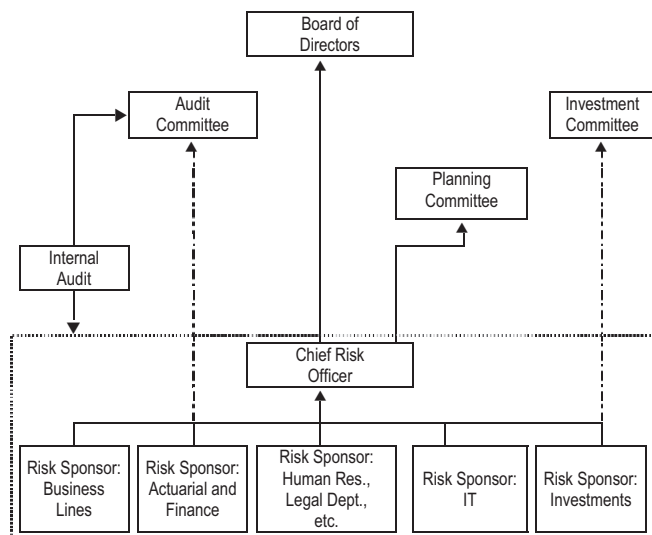 Board of
Directors
Audit
Committee
Investment
Committee
Planning
Committee
Internal
Audit
Chief Risk
Officer
Risk Sponsor:
Business
Lines
Risk Sponsor:
Actuarial and
Finance
Risk Sponsor:
Human Res.,
Legal Dept.,
etc.
Risk Sponsor:
IT
Risk Sponsor:
Investments